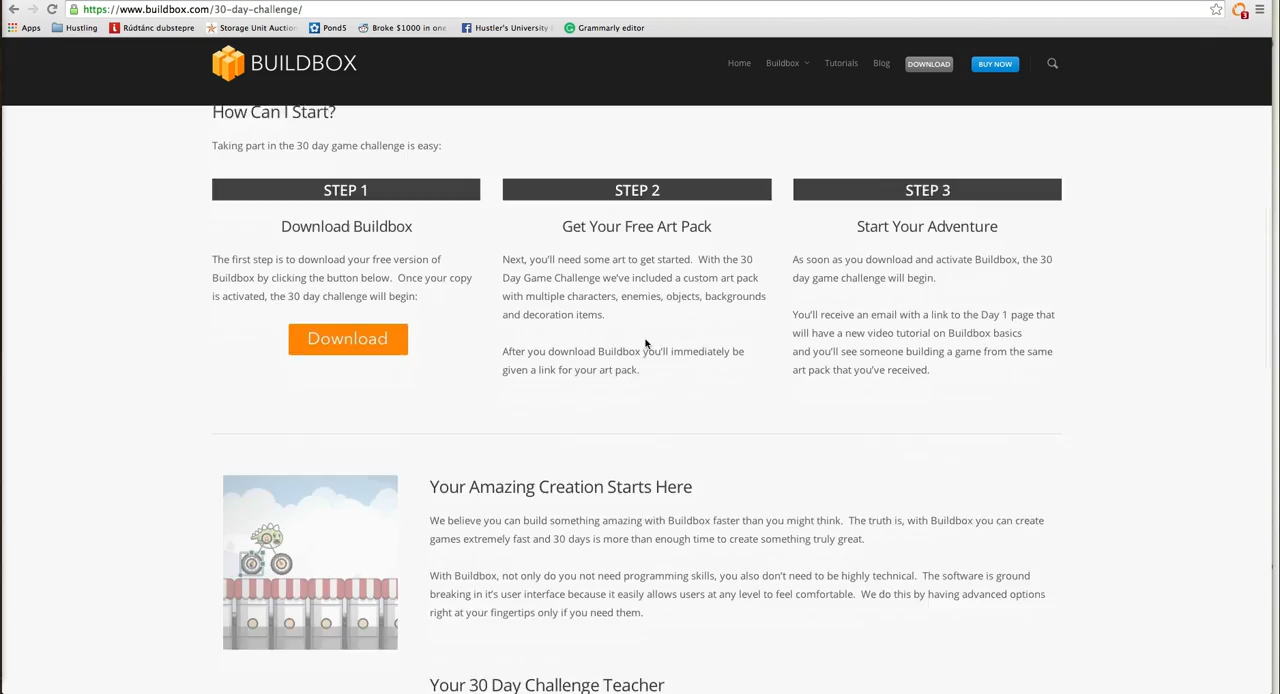 https://www.buildbox.com/30-day-challenge/
Apps Hustling Rúdtánc dubstepre Storage Unit Auction Pond5 Broke $1000 in one Hustler's University Grammarly editor
3
BUILDBOX
Home Buildbox Tutorials Blog DOWNLOAD BUY NOW
How Can I Start?
Taking part in the 30 day game challenge is easy:
STEP 1
Download Buildbox
The first step is to download your free version of
Buildbox by clicking the button below. Once your copy
is activated, the 30 day challenge will begin:
Download
STEP 2
Get Your Free Art Pack
Next, you'll need some art to get started. With the 30
Day Game Challenge we've included a custom art pack
with multiple characters, enemies, objects, backgrounds
and decoration items.
After you download Buildbox you'll immediately be
given a link for your art pack.
STEP 3
Start Your Adventure
As soon as you download and activate Buildbox, the 30
day game challenge will begin.
You'll receive an email with a link to the Day 1 page that
will have a new video tutorial on Buildbox basics
and you'll see someone building a game from the same
art pack that you've received.
Your Amazing Creation Starts Here
We believe you can build something amazing with Buildbox faster than you might think. The truth is, with Buildbox you can create
games extremely fast and 30 days is more than enough time to create something truly great.
With Buildbox, not only do you not need programming skills, you also don't need to be highly technical. The software is ground
breaking in it's user interface because it easily allows users at any level to feel comfortable. We do this by having advanced options
right at your fingertips only if you need them.
Your 30 Day Challenge Teacher